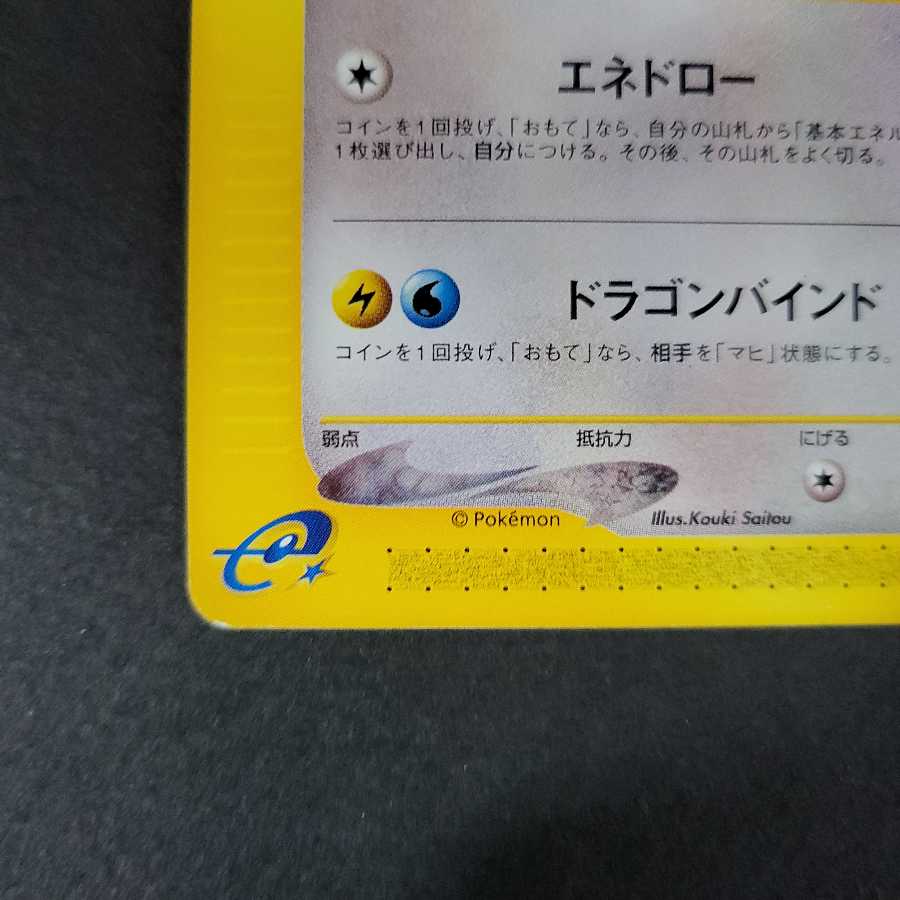 エネドロー
コインを1回投げ、「おもて」なら、自分の山札から「基本エネル
1枚選び出し、自分につける。その後、その山札をよく切る。
ドラゴンバインド
コインを1回投げ、「おもて」なら、相手を「マヒ」状態にする。
弱点 抵抗力 にげる
© Pokémon Illus.Kouki Saitou
e